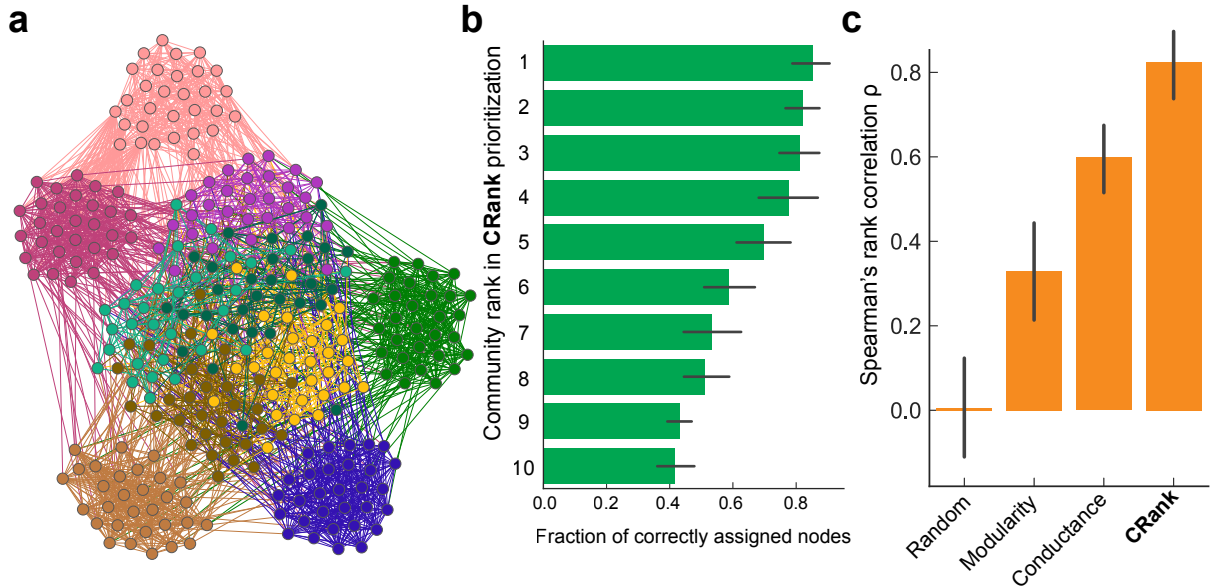 a
b
Community rank in CRank prioritization
1
2
3
4
5
6
7
8
9
10
0.0
0.2
0.4
0.6
0.8
Fraction of correctly assigned nodes
c
Spearman's rank correlation ρ
0.8
0.6
0.4
0.2
0.0
Random
Modularity
Conductance
CRank